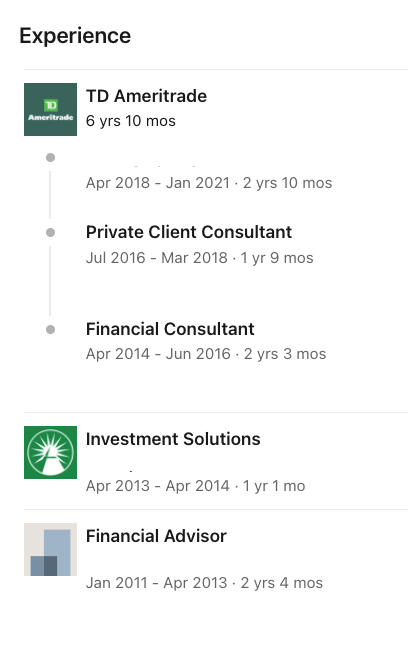 Experience
TD
Ameritrade
TD Ameritrade
6 yrs 10 mos
Apr 2018 - Jan 2021 · 2 yrs 10 mos
Private Client Consultant
Jul 2016 - Mar 2018 · 1 yr 9 mos
Financial Consultant
Apr 2014 - Jun 2016 · 2 yrs 3 mos
Investment Solutions
Apr 2013 - Apr 2014 · 1 yr 1 mo
Financial Advisor
Jan 2011 - Apr 2013 · 2 yrs 4 mos